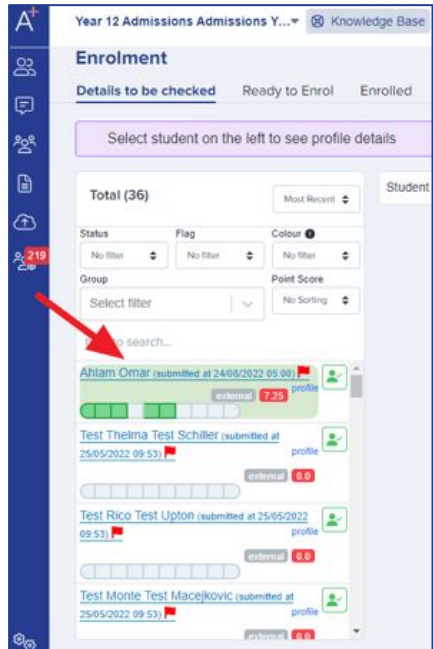 A+
Year 12 Admissions Admissions Y...
Knowledge Base
Enrolment
Details to be checked
Ready to Enrol
Enrolled
Select student on the left to see profile details
Total (36)
Most Recent
Student
Status
Flag
Colour
No filter
No filter
No filter
Group
Point Score
Select filter
No Sorting
219
to search...
Ahlam Omar (submitted at 24/06/2022 05:00)
profile
external 7.25
Test Thelma Test Schiller (submitted at
25/05/2022 09:53)
profile
external 0.0
Test Rico Test Upton (submitted at 25/05/2022
09:53)
profile
external 0.0
Test Monte Test Macejkovic (submitted at
25/05/2022 09:53)
profile
external 0.0